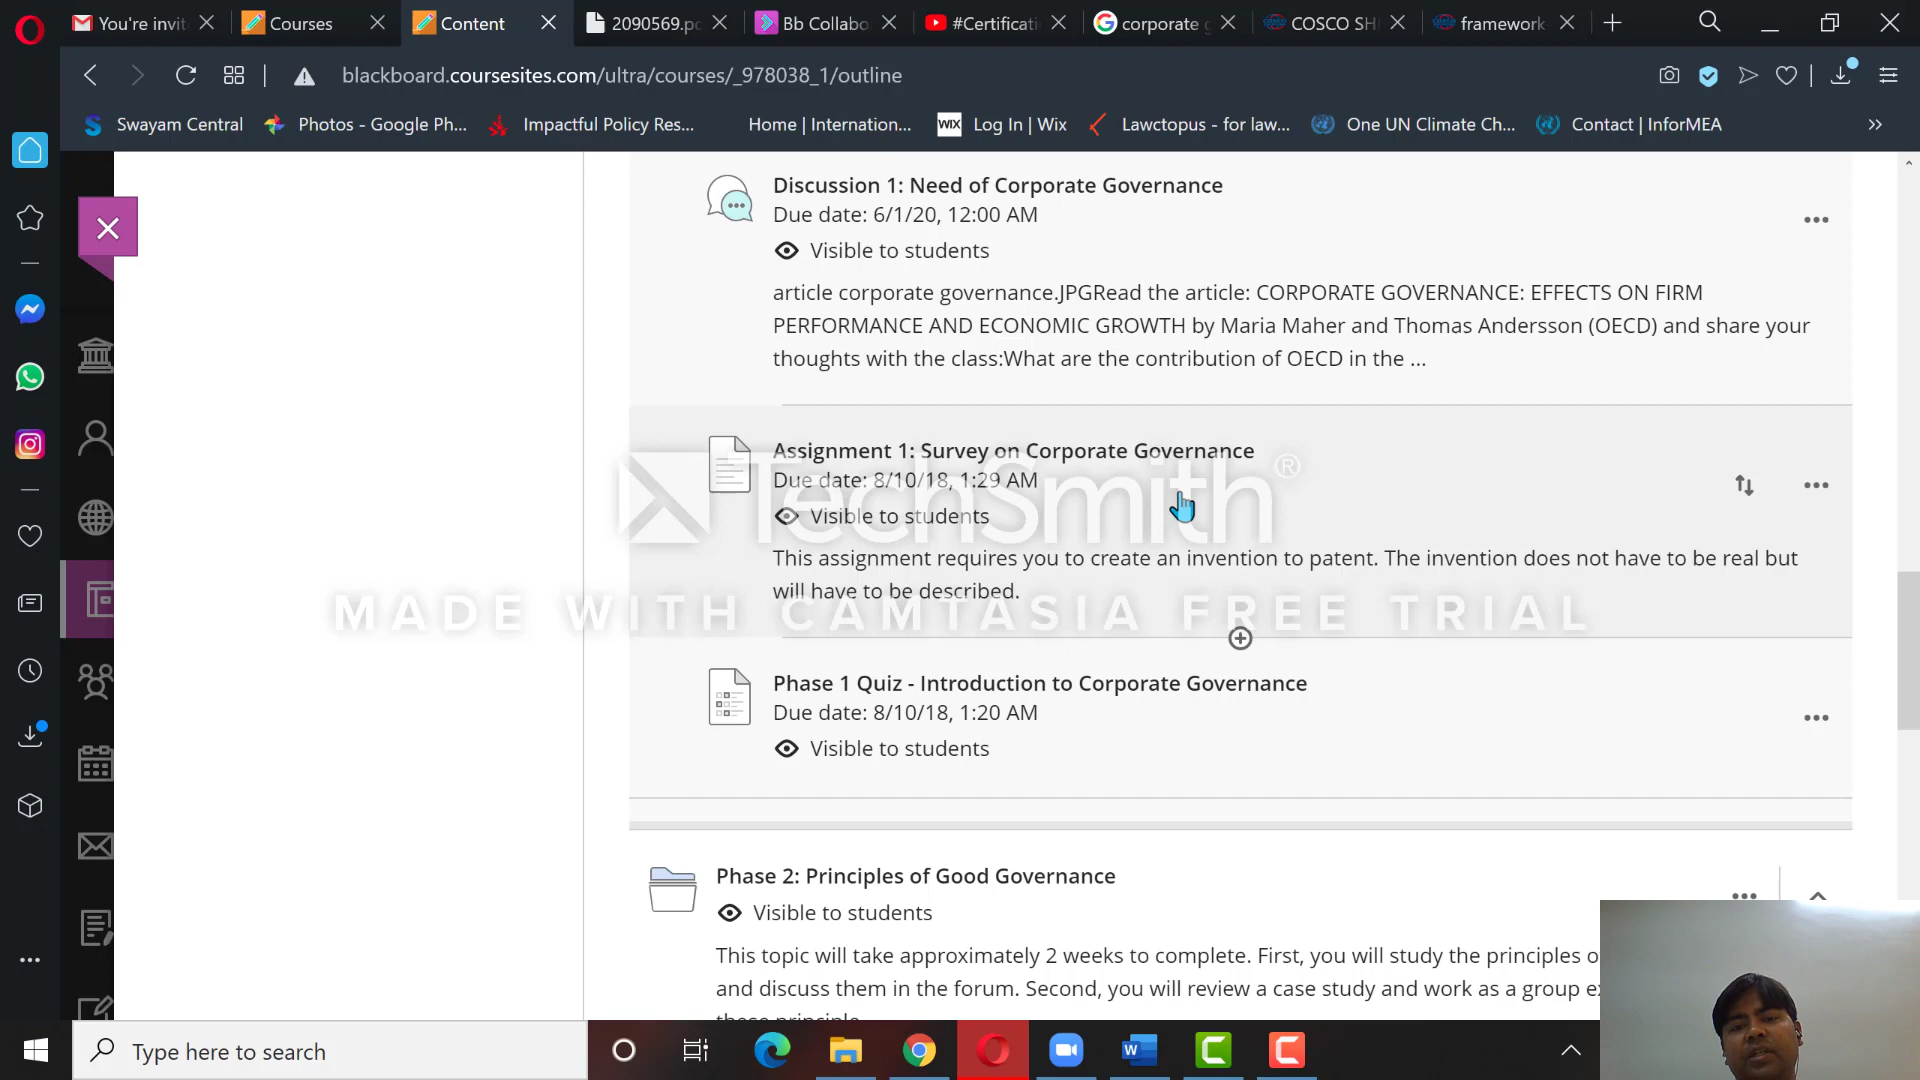 You're invit
Courses
Content
2090569.pc
Bb Collabo
#Certificati
corporate g
COSCO SHI
framework
blackboard.coursesites.com/ultra/courses/_978038_1/outline
Swayam Central
Photos - Google Ph...
Impactful Policy Res...
Home | Internation...
WIX Log In | Wix
Lawctopus - for law...
One UN Climate Ch...
Contact | InforMEA
Discussion 1: Need of Corporate Governance
Due date: 6/1/20, 12:00 AM
Visible to students
article corporate governance.JPGRead the article: CORPORATE GOVERNANCE: EFFECTS ON FIRM
PERFORMANCE AND ECONOMIC GROWTH by Maria Maher and Thomas Andersson (OECD) and share your
thoughts with the class:What are the contribution of OECD in the ...
Assignment 1: Survey on Corporate Governance
Due date: 8/10/18, 1:29 AM
Visible to students
TechSmith®
This assignment requires you to create an invention to patent. The invention does not have to be real but
will have to be described.
MADE WITH CAMTASIA FREE TRIAL
Phase 1 Quiz - Introduction to Corporate Governance
Due date: 8/10/18, 1:20 AM
Visible to students
Phase 2: Principles of Good Governance
Visible to students
This topic will take approximately 2 weeks to complete. First, you will study the principles o
and discuss them in the forum. Second, you will review a case study and work as a group e
these principle
Type here to search